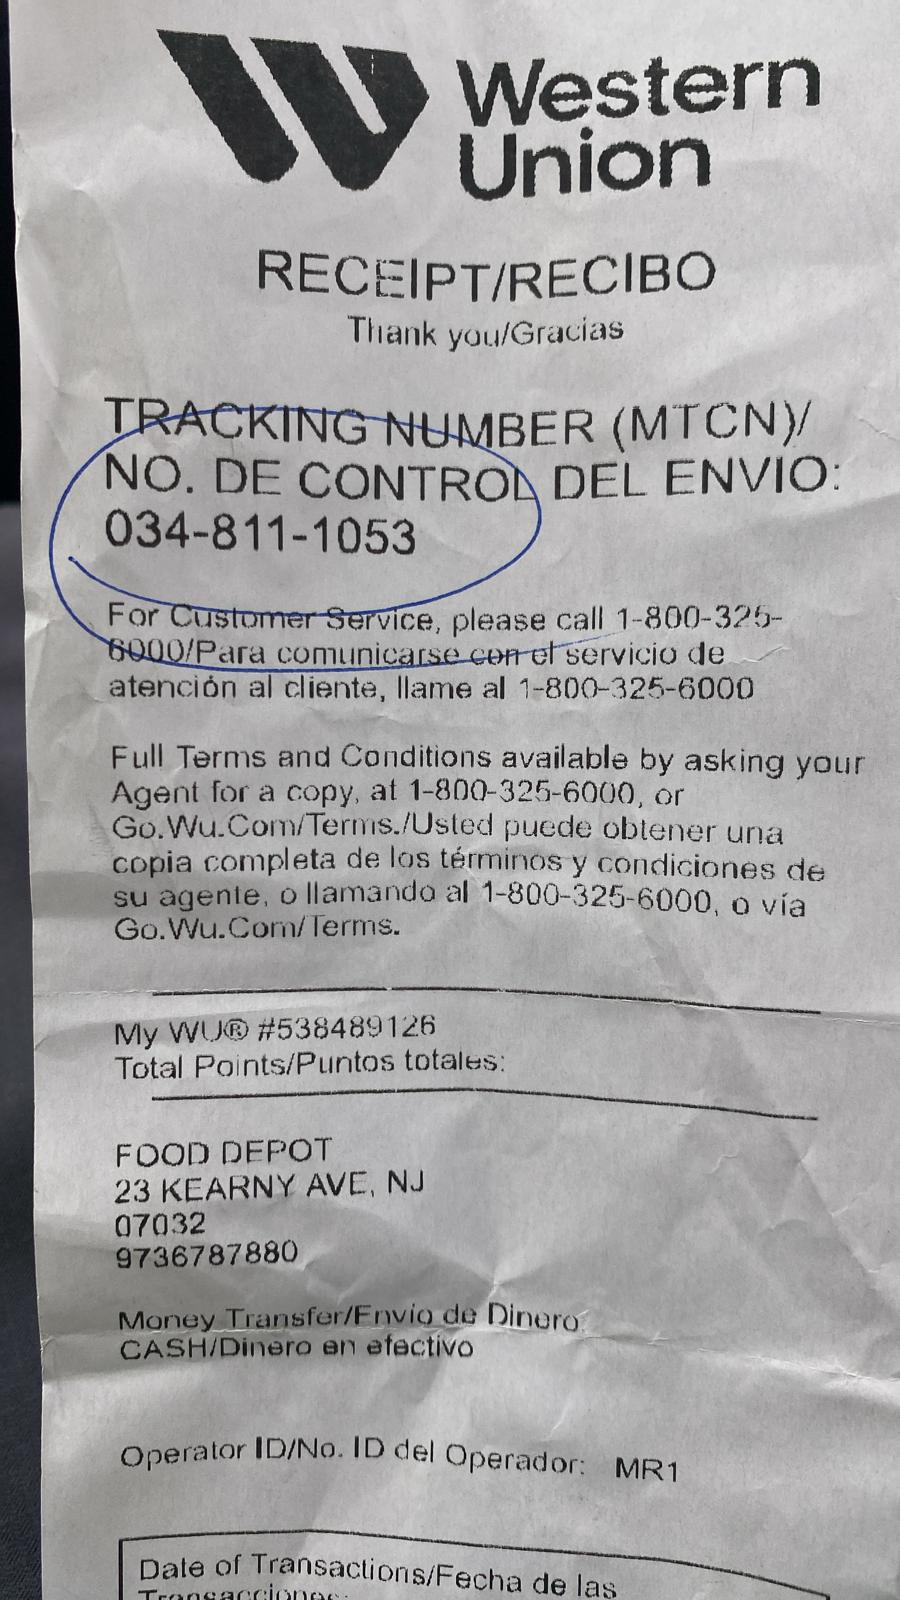 Western
Union
RECEIPT/RECIBO
Thank you/Gracias
TRACKING NUMBER (MTCN)/
NO. DE CONTROL DEL ENVIO:
034-811-1053
For Customer Service, please call 1-800-325-
6000/Para comunicarse con el servicio de
atención al cliente, llame al 1-800-325-6000
Full Terms and Conditions available by asking your
Agent for a copy, at 1-800-325-6000, or
Go.Wu.Com/Terms./Usted puede obtener una
copia completa de los términos y condiciones de
su agente, o llamando al 1-800-325-6000, o vía
Go.Wu.Com/Terms.
My WU® #538489126
Total Points/Puntos totales:
FOOD DEPOT
23 KEARNY AVE, NJ
07032
9736787880
Money Transfer/Envío de Dinero:
CASH/Dinero en efectivo
Operator ID/No. ID del Operador: MR1
Date of Transactions/Fecha de las
Transacciones: